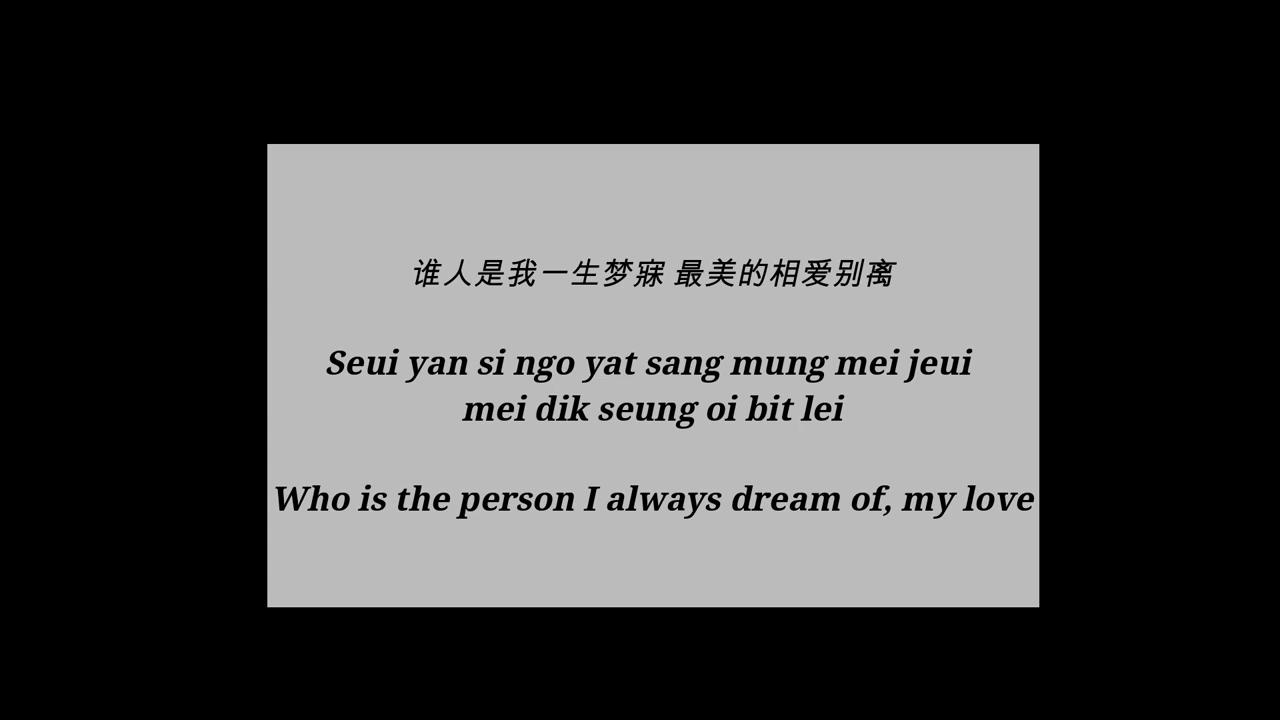 谁人是我一生梦寐 最美的相爱别离
Seui yan si ngo yat sang mung mei jeui
mei dik seung oi bit lei
Who is the person I always dream of, my love